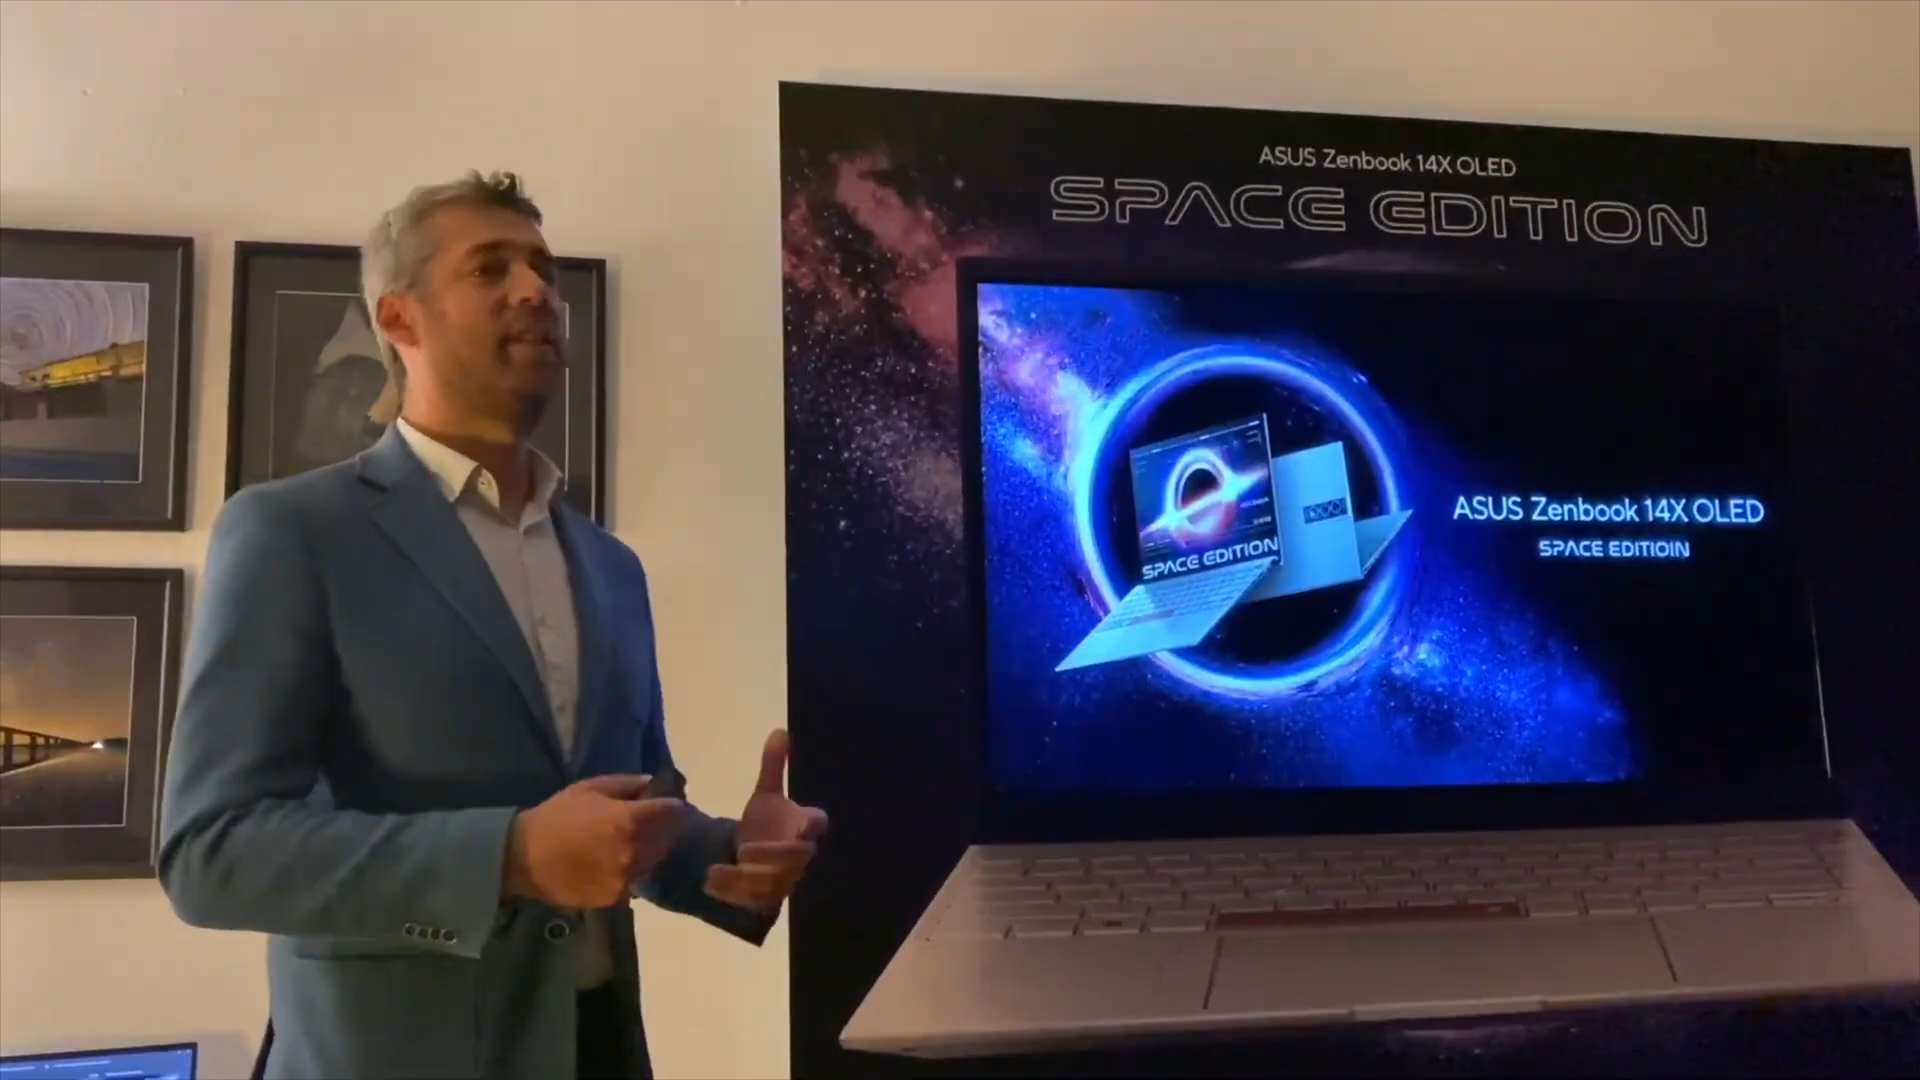 ASUS Zenbook 14X OLED
SPACE EDITION
SPACE EDITION
ASUS Zenbook 14X OLED
SPACE EDITIOIN